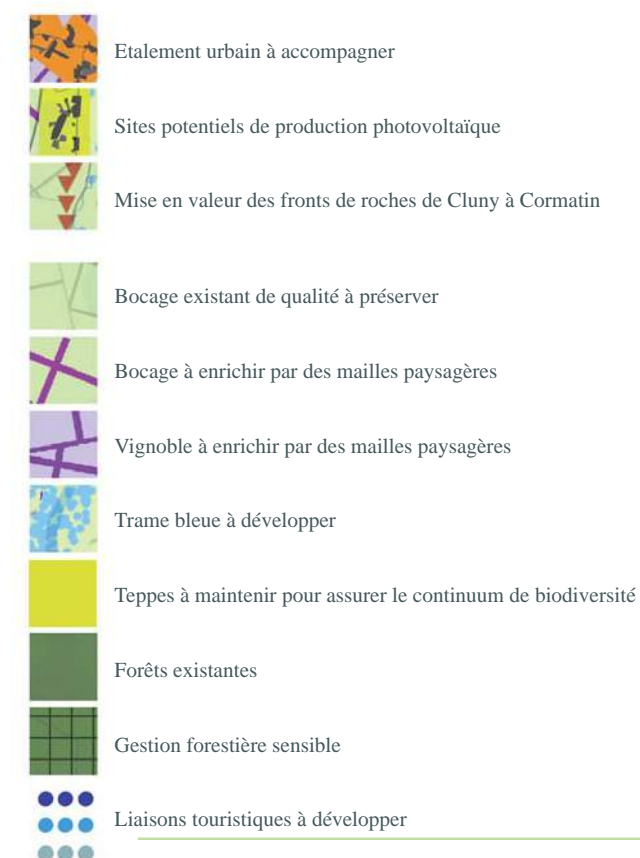 Etalement urbain à accompagner
Sites potentiels de production photovoltaïque
Mise en valeur des fronts de roches de Cluny à Cormatin
Bocage existant de qualité à préserver
Bocage à enrichir par des mailles paysagères
Vignoble à enrichir par des mailles paysagères
Trame bleue à développer
Teppes à maintenir pour assurer le continuum de biodiversité
Forêts existantes
Gestion forestière sensible
Liaisons touristiques à développer